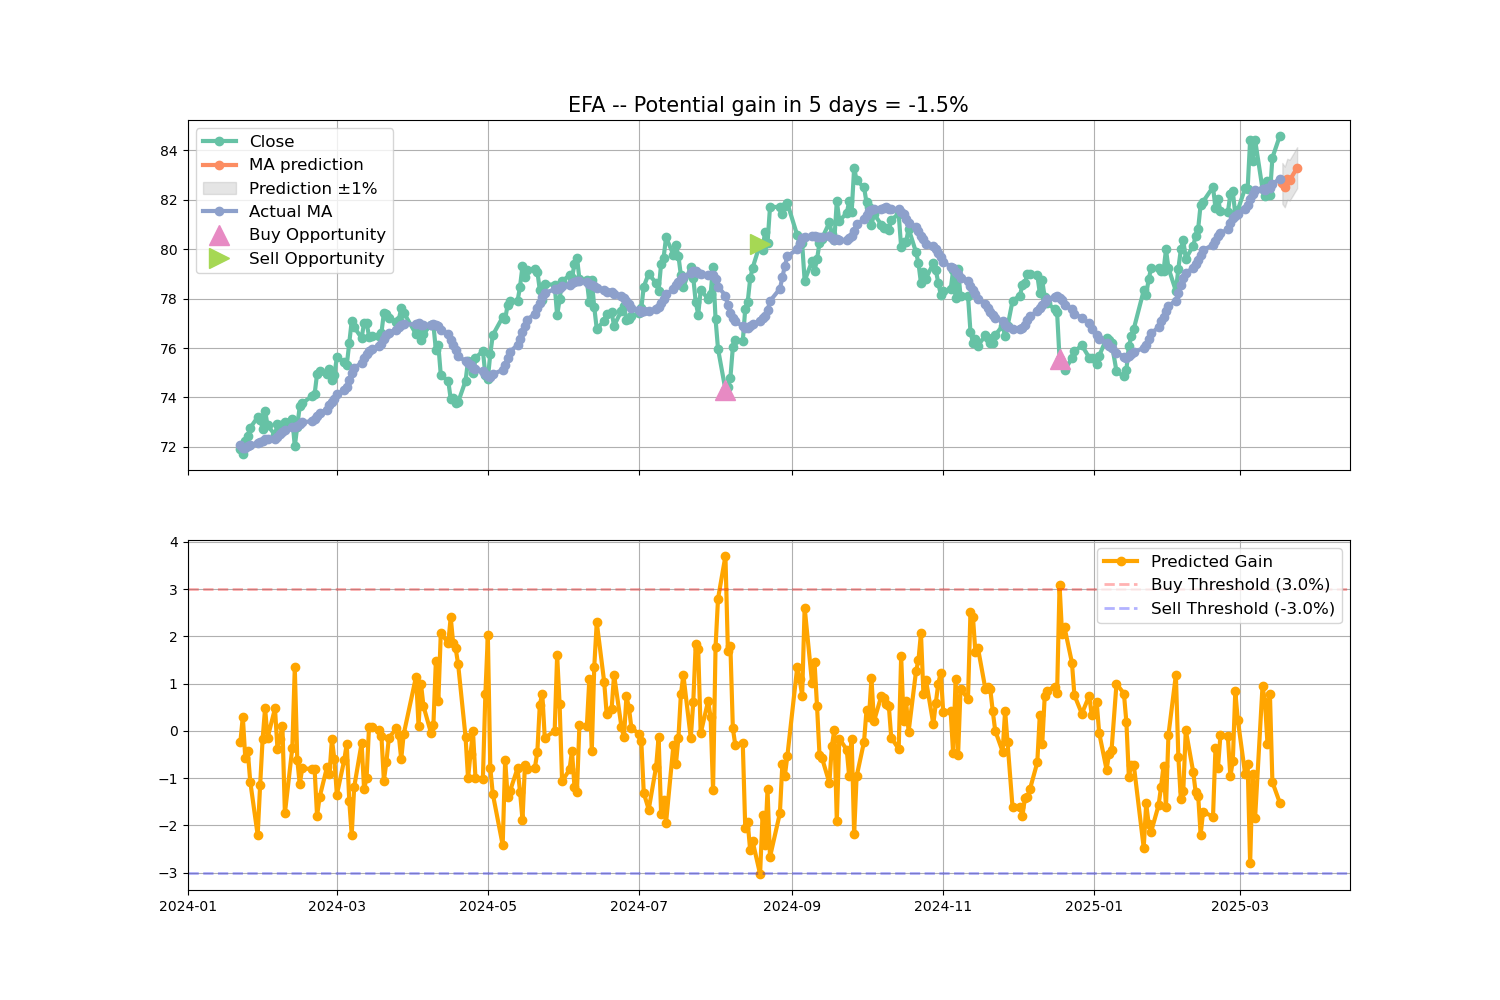 EFA -- Potential gain in 5 days = -1.5%
Close
MA prediction
Prediction ±1%
Actual MA
Buy Opportunity
Sell Opportunity
84
82
80
78
76
74
72
Predicted Gain
Buy Threshold (3.0%)
Sell Threshold (-3.0%)
4
3
2
1
0
−1
−2
−3
2024-01 2024-03 2024-05 2024-07 2024-09 2024-11 2025-01 2025-03